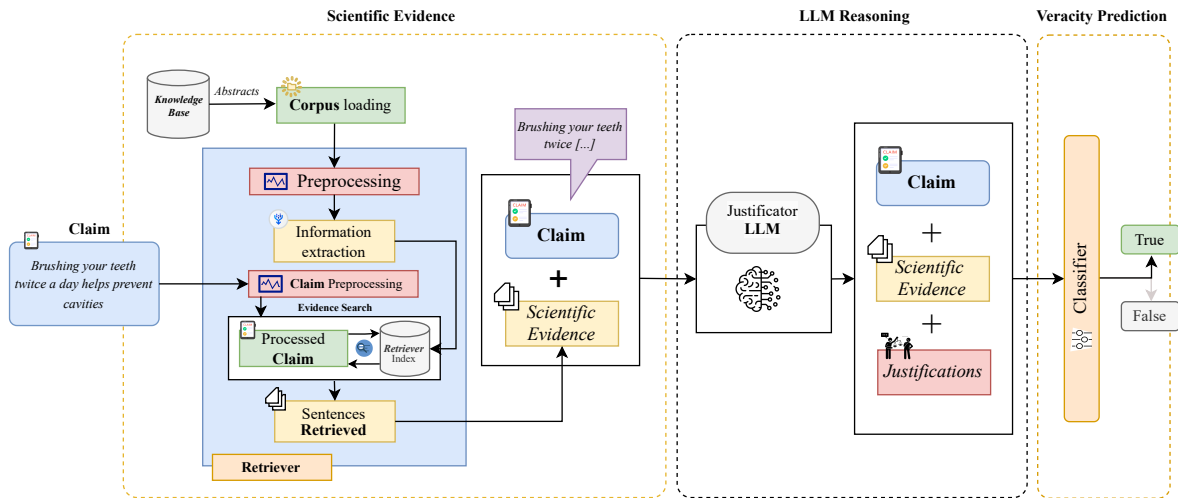 Scientific Evidence
LLM Reasoning
Veracity Prediction
Knowledge
Base
Abstracts
Corpus loading
Preprocessing
Information
extraction
Claim
Brushing your teeth
twice a day helps prevent
cavities
Claim Preprocessing
Evidence Search
Processed
Claim
Retriever
Index
Sentences
Retrieved
Retriever
Brushing your teeth
twice [...]
CLAIM
Claim
+
Scientific
Evidence
Justificator
LLM
CLAIM
Claim
+
Scientific
Evidence
+
Justifications
Classifier
True
False